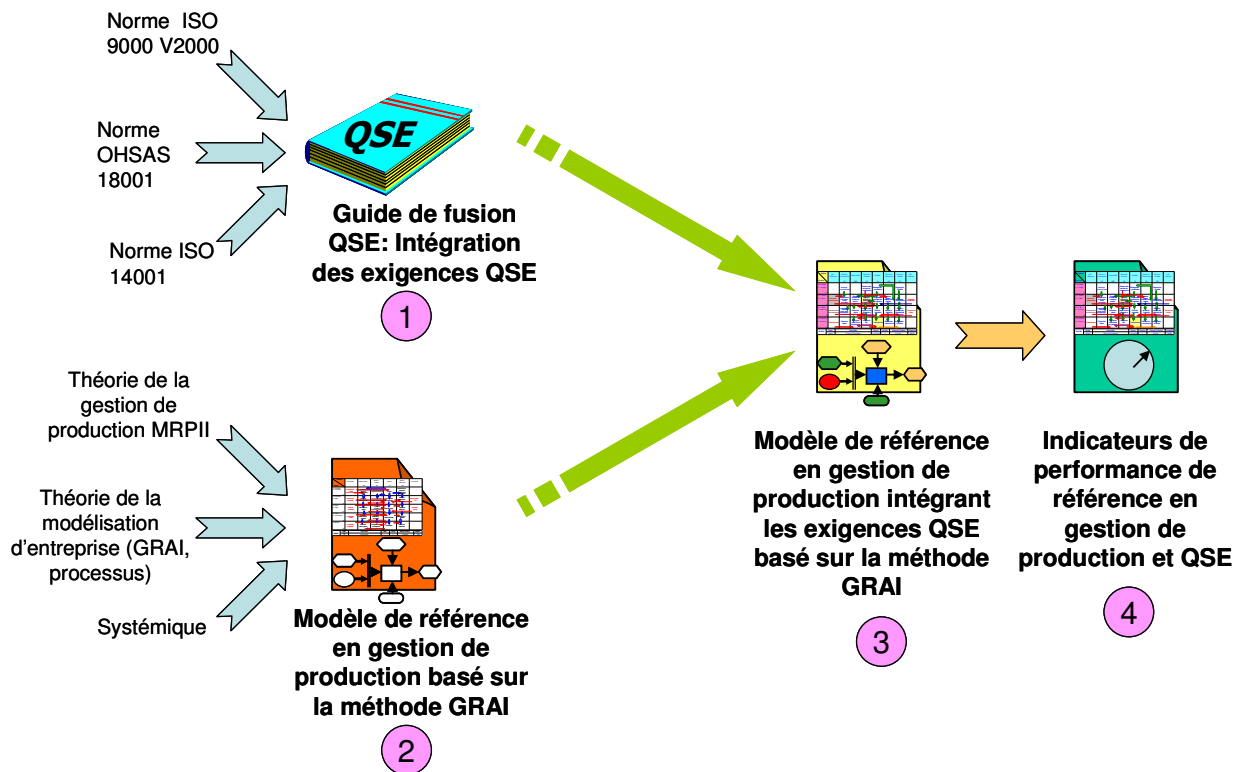 Norme ISO
9000 V2000
Norme
OHSAS
18001
Norme ISO
14001
QSE
Guide de fusion
QSE: Intégration
des exigences QSE
1
Théorie de la
gestion de
production MRPII
Théorie de la
modélisation
d'entreprise (GRAI,
processus)
Systémique
Modèle de référence
en gestion de
production basé sur
la méthode GRAI
2
Modèle de référence
en gestion de
production intégrant
les exigences QSE
basé sur la méthode
GRAI
3
Indicateurs de
performance de
référence en
gestion de
production et QSE
4